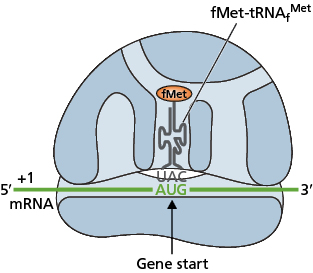 fMet-tRNAfMet
fMet
UAC
+1
5′ AUG 3′
mRNA
Gene start